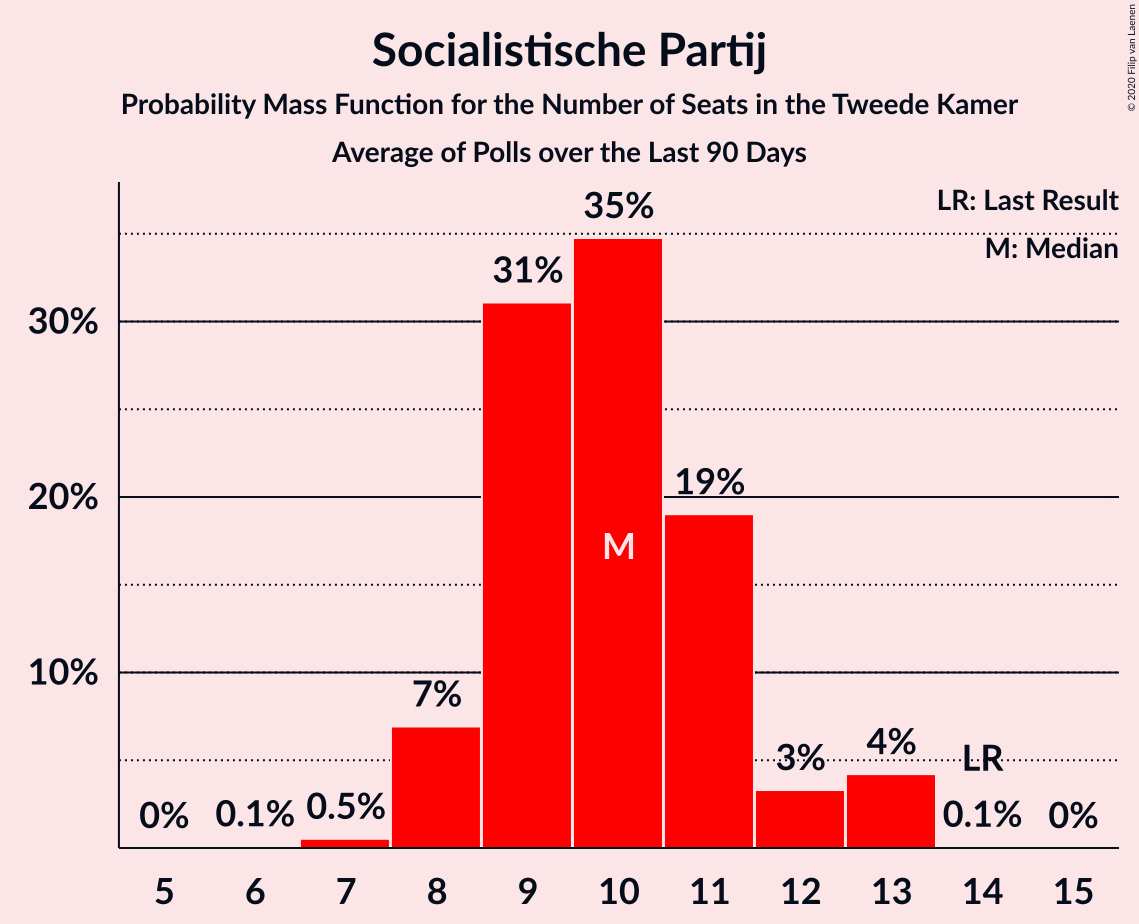 Socialistische Partij
Probability Mass Function for the Number of Seats in the Tweede Kamer
Average of Polls over the Last 90 Days
© 2020 Filip van Laenen
LR: Last Result
M: Median
35%
31%
30%
19%
20%
M
10%
7%
4%
3%
LR
0.5%
0% 0.1% 0.1% 0%
5 6 7 8 9 10 11 12 13 14 15